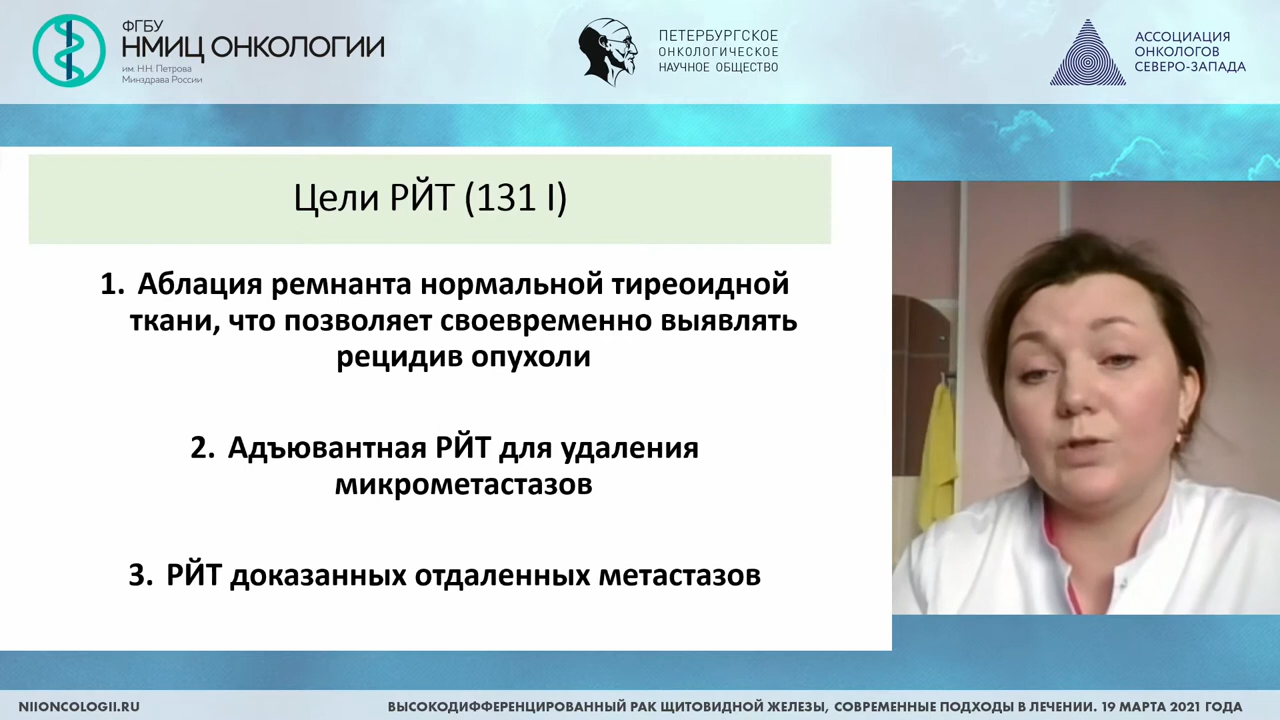 ФГБУ
НМИЦ ОНКОЛОГИИ
им. Н.Н. Петрова
Минздрава России
ПЕТЕРБУРГСКОЕ
ОНКОЛОГИЧЕСКОЕ
НАУЧНОЕ ОБЩЕСТВО
АССОЦИАЦИЯ
ОНКОЛОГОВ
СЕВЕРО-ЗАПАДА
Цели РЙТ (131 I)
1. Аблация ремнанта нормальной тиреоидной
ткани, что позволяет своевременно выявлять
рецидив опухоли
2. Адъювантная РЙТ для удаления
микрометастазов
3. РЙТ доказанных отдаленных метастазов
NIIONCOLOGII.RU
ВЫСОКОДИФФЕРЕНЦИРОВАННЫЙ РАК ЩИТОВИДНОЙ ЖЕЛЕЗЫ, СОВРЕМЕННЫЕ ПОДХОДЫ В ЛЕЧЕНИИ. 19 МАРТА 2021 ГОДА